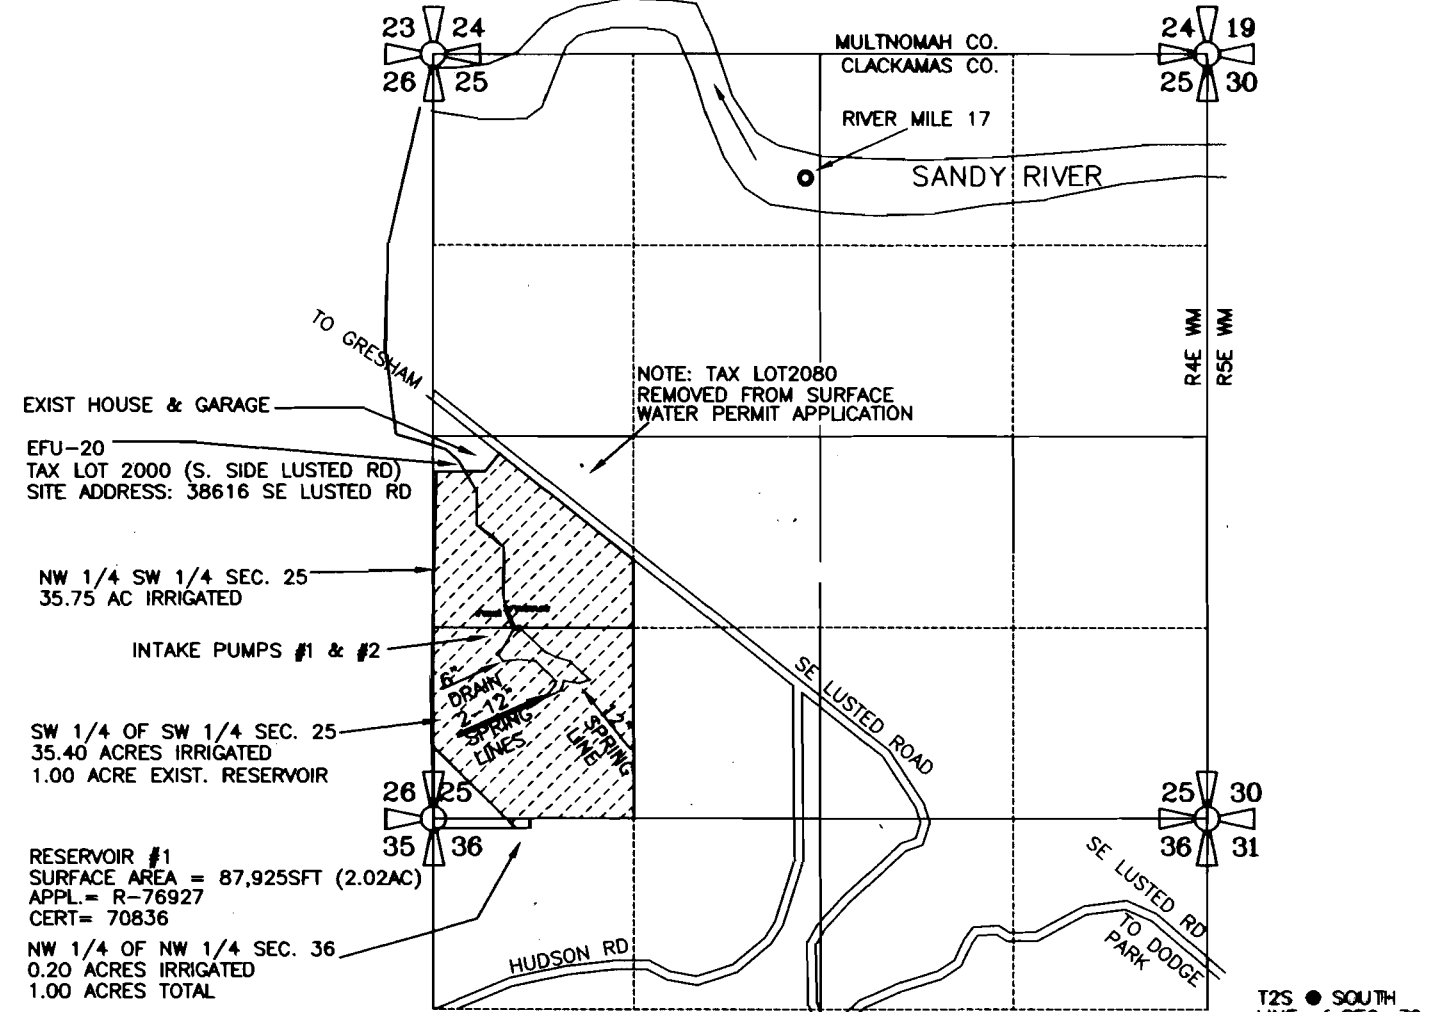 23 24
26 25
24 19
25 30
MULTNOMAH CO.
CLACKAMAS CO.
RIVER MILE 17
SANDY RIVER
R4E WM
R5E WM
TO GRESHAM
NOTE: TAX LOT2080
REMOVED FROM SURFACE
WATER PERMIT APPLICATION
EXIST HOUSE & GARAGE
EFU-20
TAX LOT 2000 (S. SIDE LUSTED RD)
SITE ADDRESS: 38616 SE LUSTED RD
NW 1/4 SW 1/4 SEC. 25
35.75 AC IRRIGATED
INTAKE PUMPS #1 & #2
6"
DRAIN
2-12"
SPRING
LINES
12"
SPRING
LINE
SE LUSTED ROAD
SW 1/4 OF SW 1/4 SEC. 25
35.40 ACRES IRRIGATED
1.00 ACRE EXIST. RESERVOIR
26 25
35 36
25 30
36 31
RESERVOIR #1
SURFACE AREA = 87,925SFT (2.02AC)
APPL.= R-76927
CERT= 70836
NW 1/4 OF NW 1/4 SEC. 36
0.20 ACRES IRRIGATED
1.00 ACRES TOTAL
HUDSON RD
SE LUSTED RD
TO DODGE
PARK
T2S SOUTH